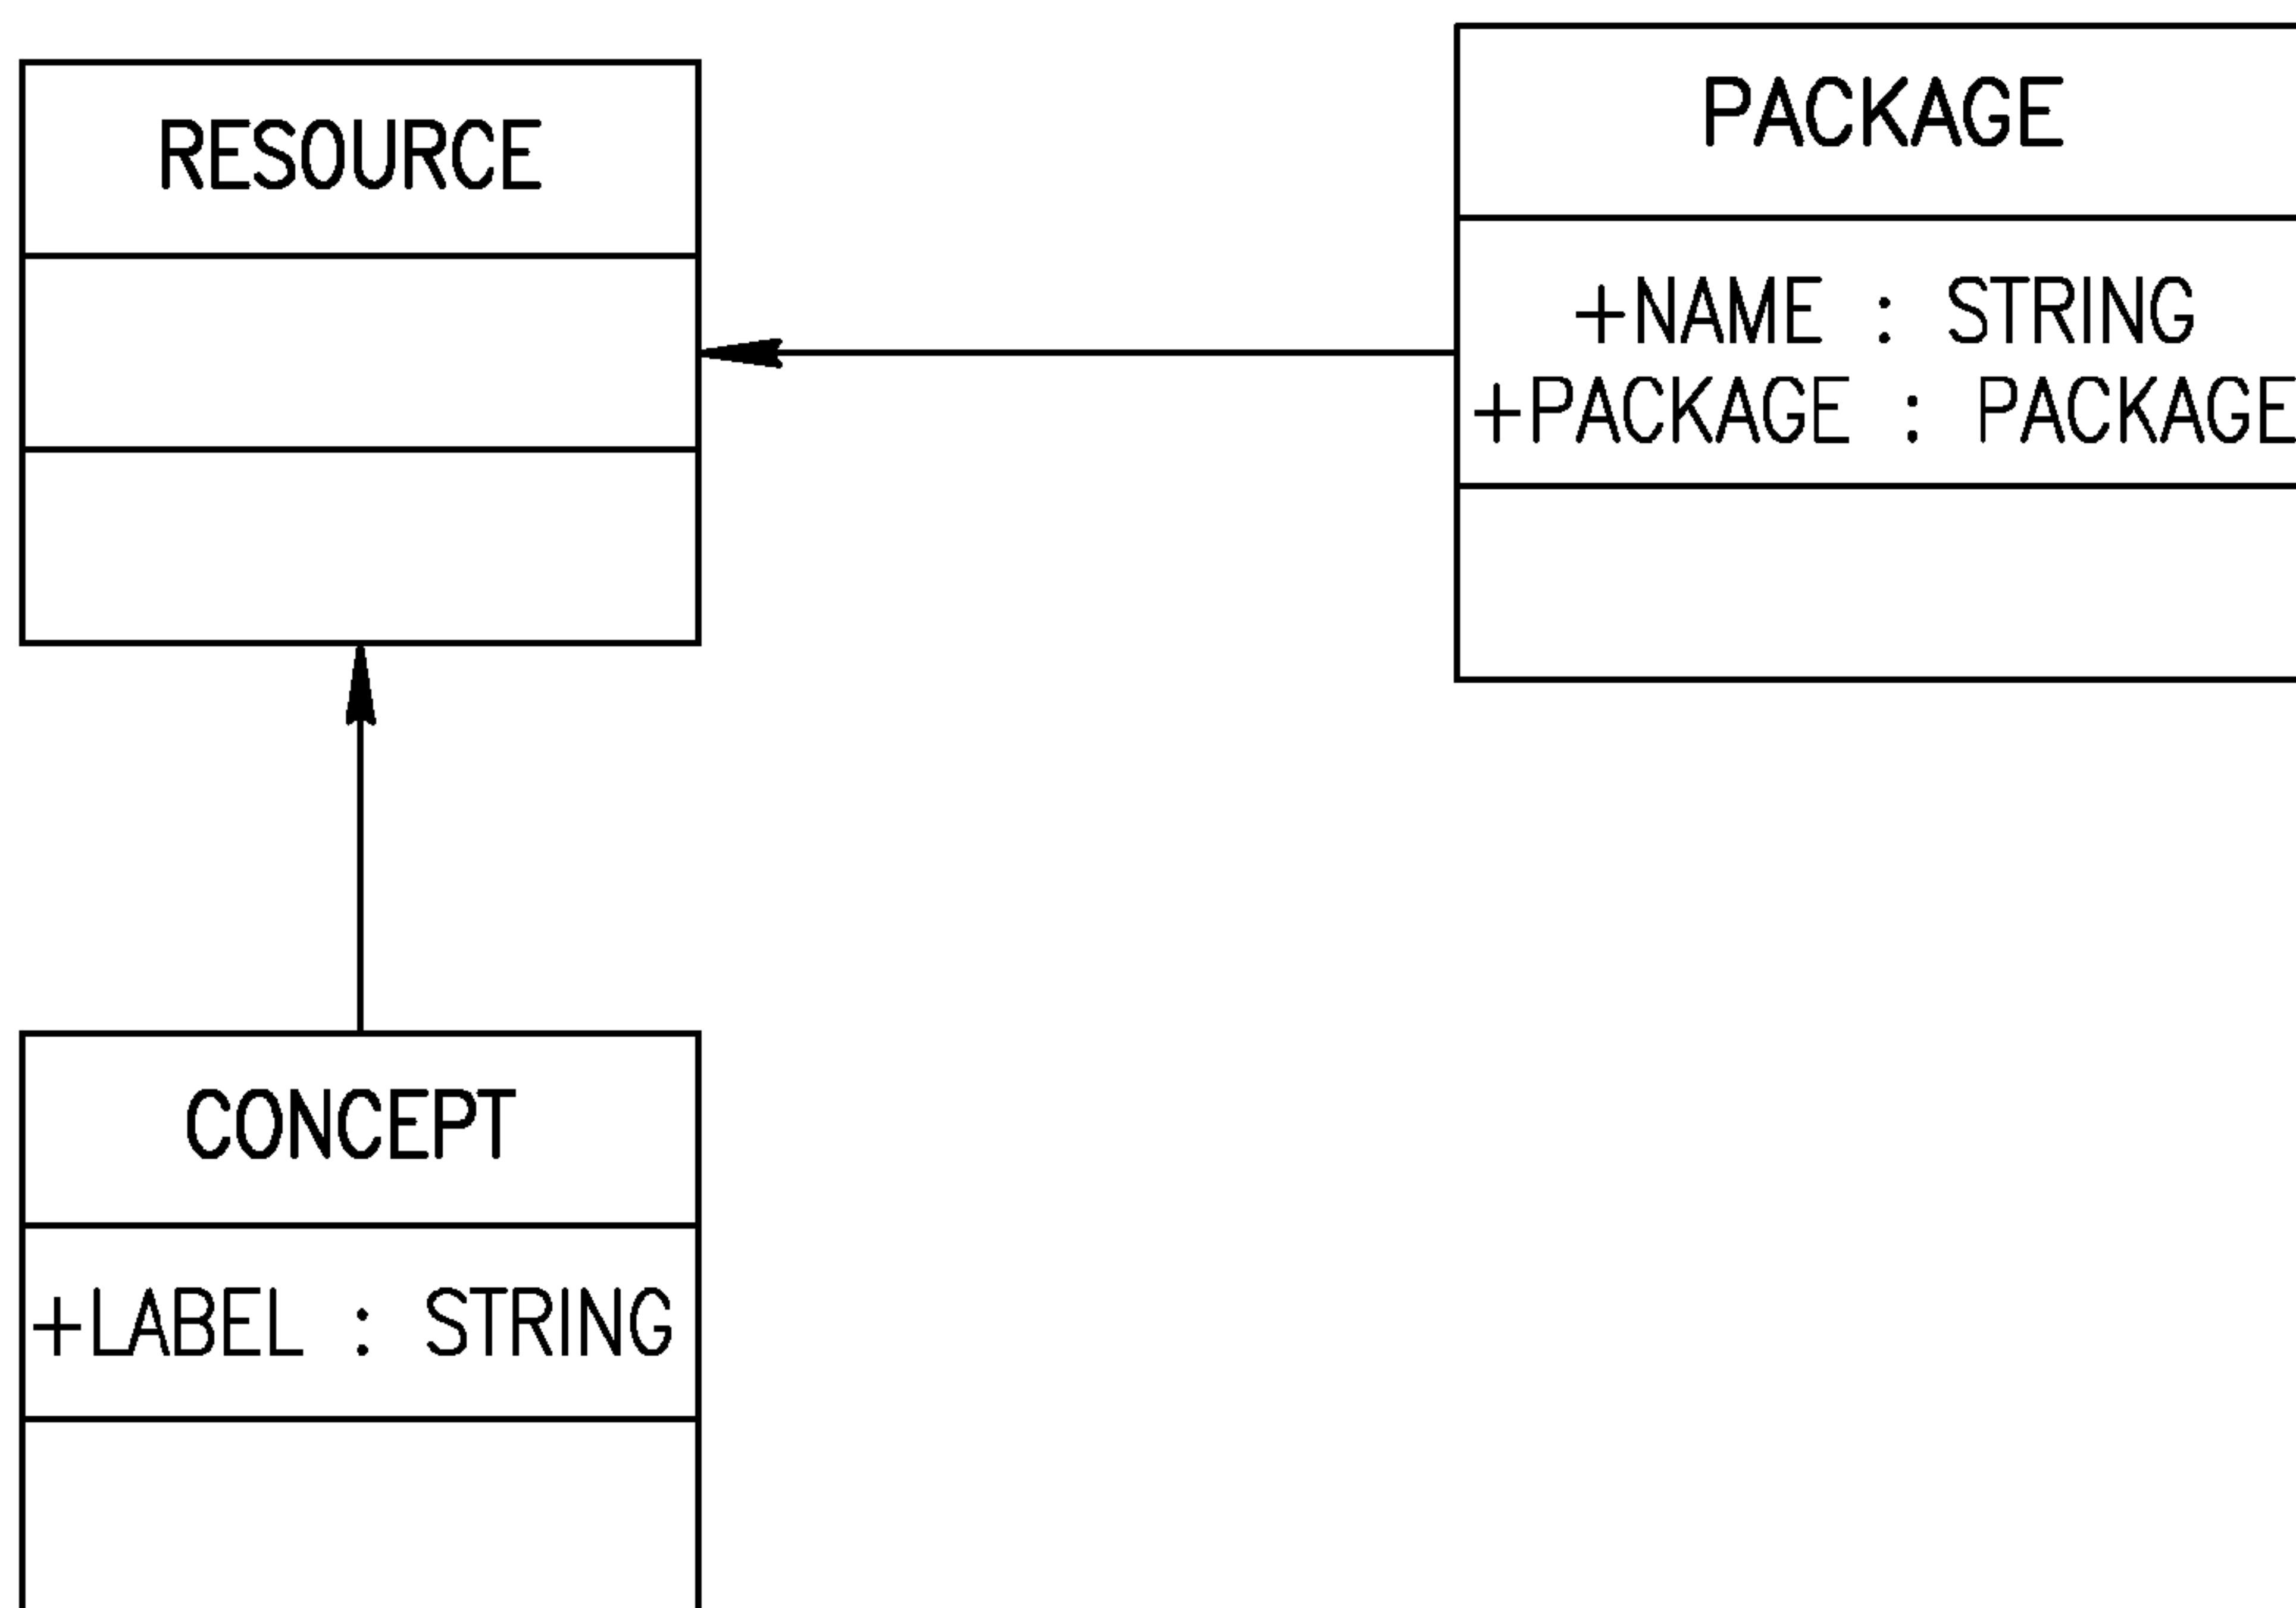 RESOURCE
PACKAGE
+NAME : STRING
+PACKAGE : PACKAGE
CONCEPT
+LABEL : STRING